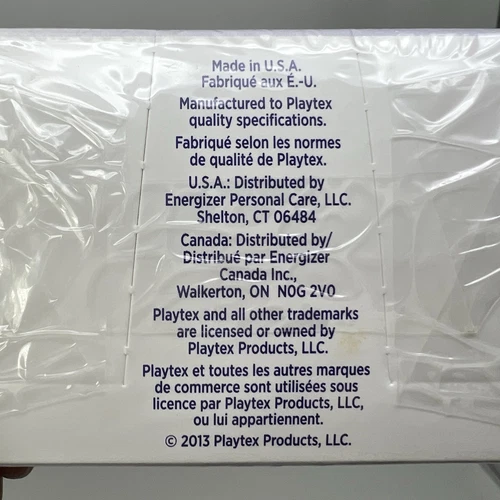 Made in U.S.A.
Fabriqué aux É.-U.
Manufactured to Playtex
quality specifications.
Fabriqué selon les normes
de qualité de Playtex.
U.S.A.: Distributed by
Energizer Personal Care, LLC.
Shelton, CT 06484
Canada: Distributed by/
Distribué par Energizer
Canada Inc.,
Walkerton, ON  N0G 2V0
Playtex and all other trademarks
are licensed or owned by
Playtex Products, LLC.
Playtex et toutes les autres marques
de commerce sont utilisées sous
licence par Playtex Products, LLC,
ou lui appartiennent.
© 2013 Playtex Products, LLC.